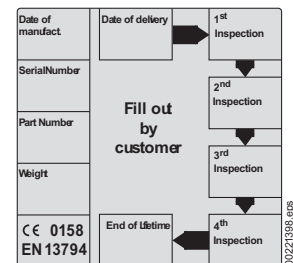 Date of
manufact.
Date of delivery
1st
Inspection
SerialNumber
2nd
Inspection
Fill out
by
customer
Part Number
3rd
Inspection
Weight
CE 0158
EN 13794
End of lifetime
4th
Inspection
00221398.eps